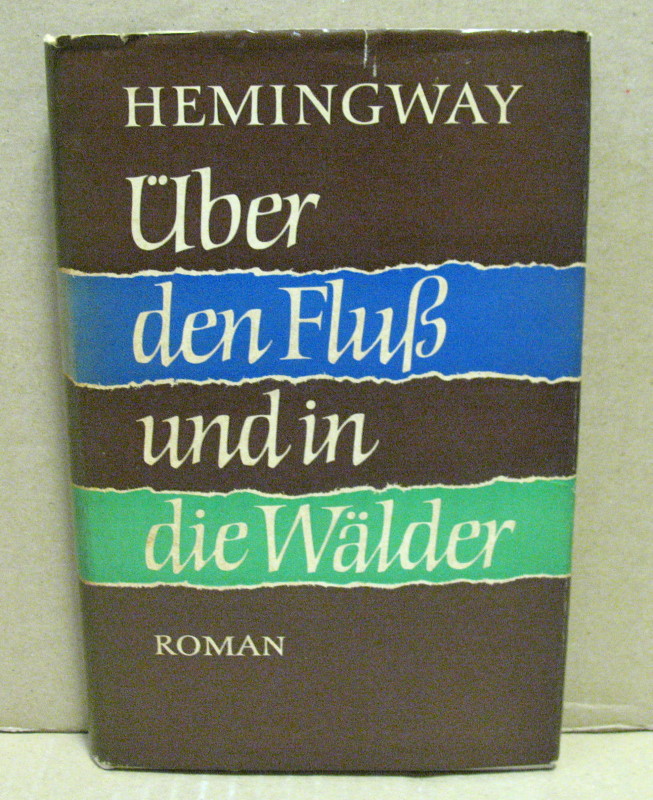 HEMINGWAY
Über
den Fluß
und in
die Wälder
ROMAN